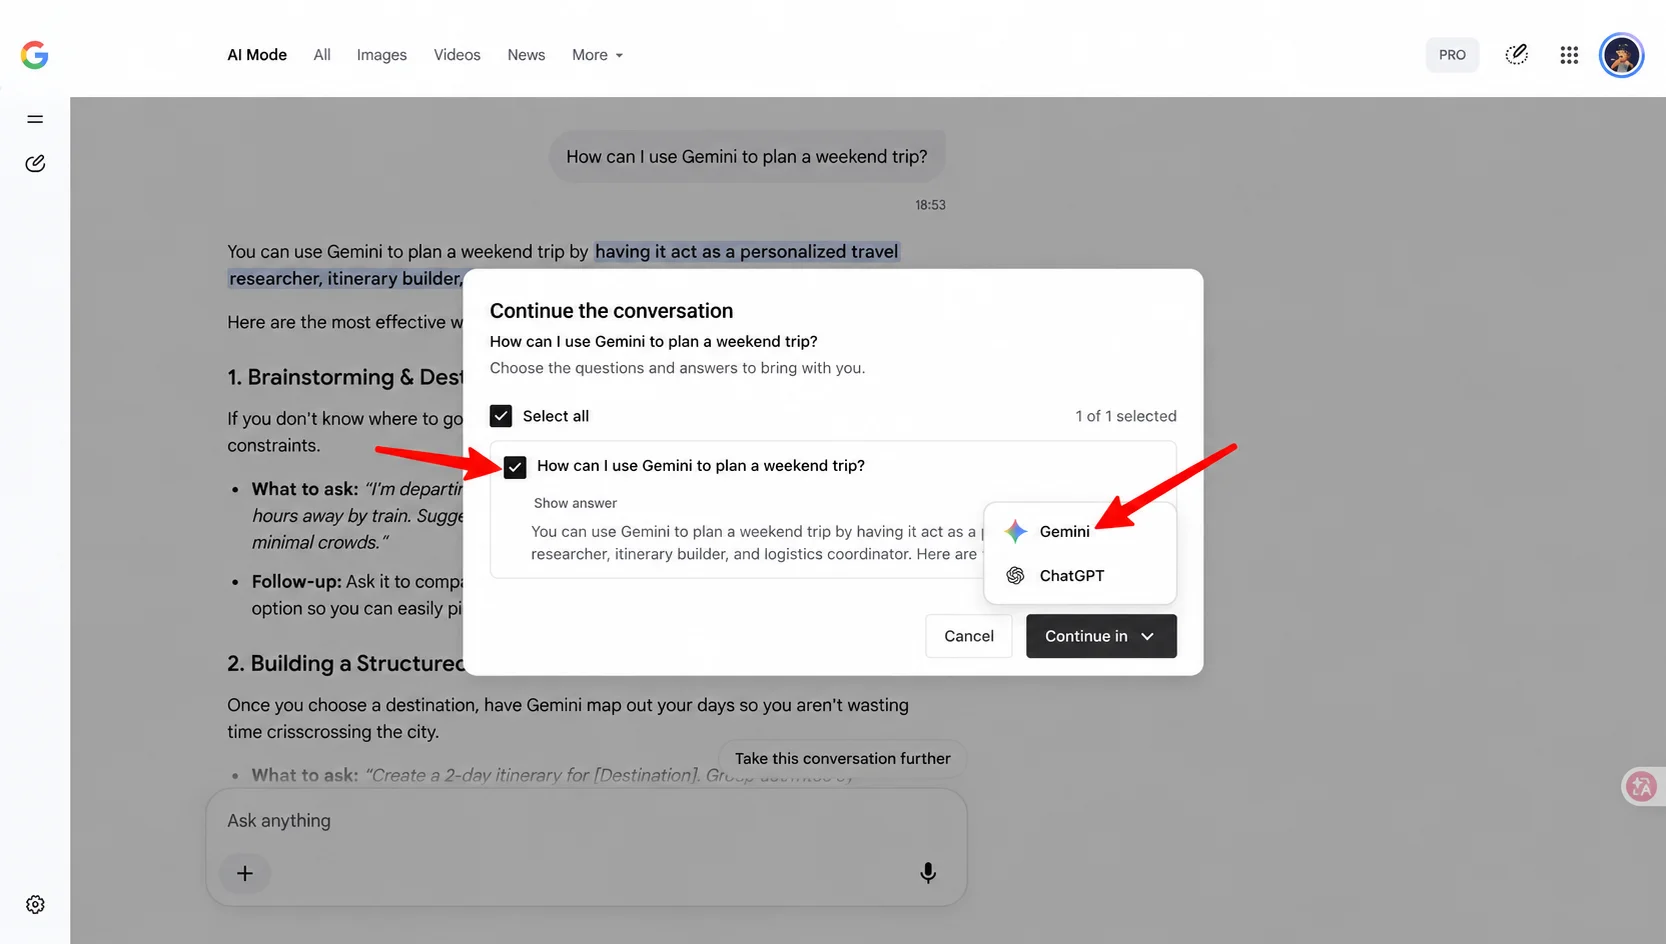 AI Mode All Images Videos News More
PRO
How can I use Gemini to plan a weekend trip?
18:53
You can use Gemini to plan a weekend trip by having it act as a personalized travel
researcher, itinerary builder,
Here are the most effective w
1. Brainstorming & Dest
If you don't know where to go
constraints.
• What to ask: “I'm departin
hours away by train. Sugge
minimal crowds.“
• Follow-up: Ask it to compa
option so you can easily pi
2. Building a Structured
Once you choose a destination, have Gemini map out your days so you aren't wasting
time crisscrossing the city.
• What to ask: “Create a 2-day itinerary for [Destination].
Take this conversation further
Ask anything
Continue the conversation
How can I use Gemini to plan a weekend trip?
Choose the questions and answers to bring with you.
Select all
1 of 1 selected
How can I use Gemini to plan a weekend trip?
Show answer
You can use Gemini to plan a weekend trip by having it act as a
researcher, itinerary builder, and logistics coordinator. Here are
Gemini
ChatGPT
Cancel
Continue in